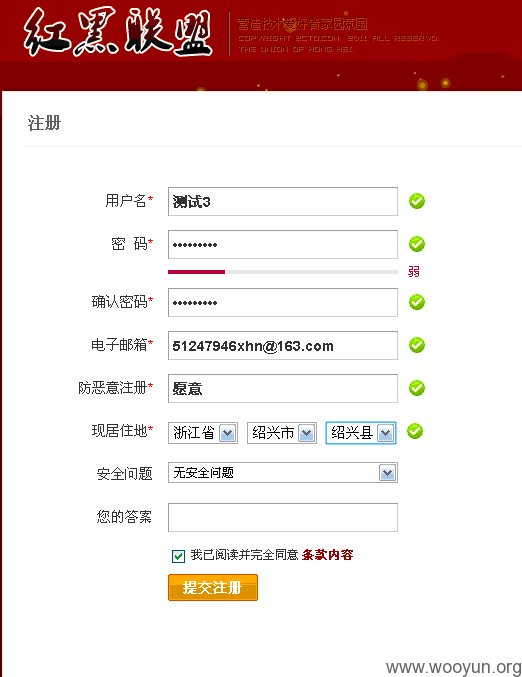 红黑联盟
营造技术爱好者家园氛围
COPYRIGHT 2CTO.COM 2011 ALL RESERVD.
THE UNION OF HONG HEI.
注册
用户名* 测试3
密 码* •••••••••
弱
确认密码* •••••••••
电子邮箱* 51247946xhn@163.com
防恶意注册* 愿意
现居住地* 浙江省 绍兴市 绍兴县
安全问题 无安全问题
您的答案
我已阅读并完全同意 条款内容
提交注册
www.wooyun.org